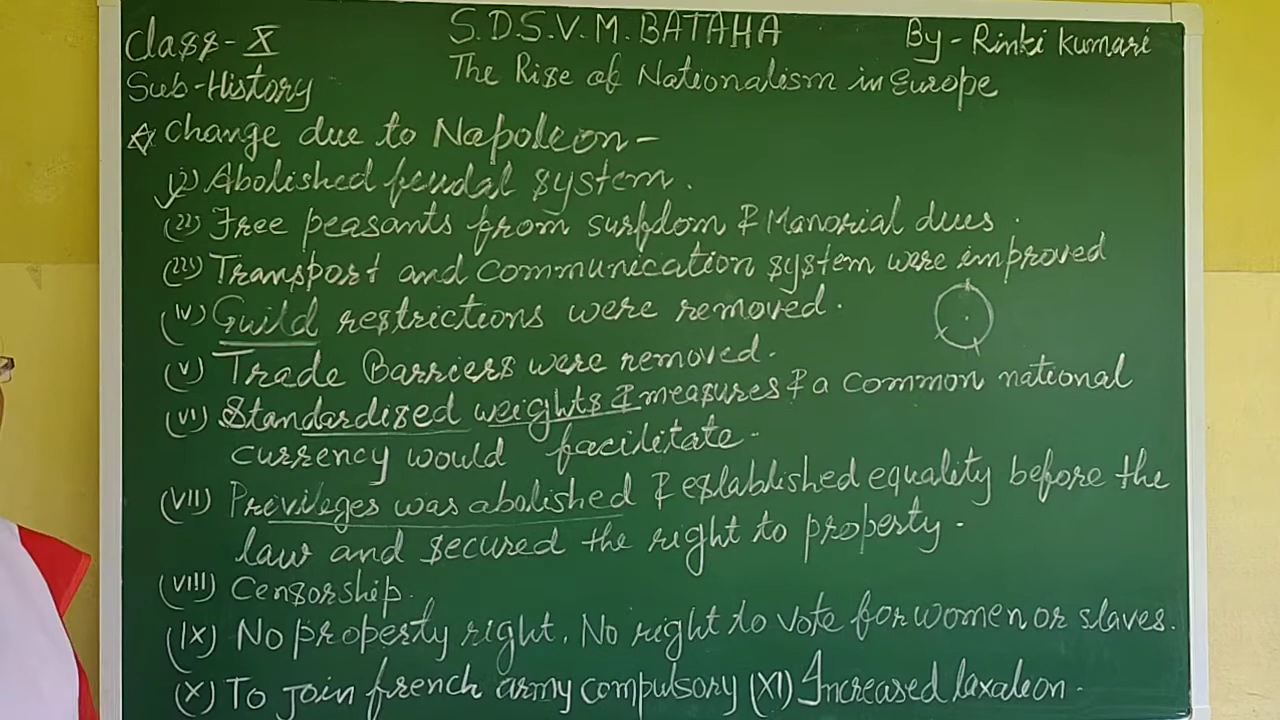 Class-X
S.D.S.V.M. BATAHA
By-Rinki Kumari
Sub-History
The Rise of Nationalism in Europe
☆ Change due to Napoleon-
(i) Abolished feudal system.
(ii) Free peasants from surfdom & Manorial dues.
(iii) Transport and communication system were improved
(iv) Guild restrictions were removed.
(v) Trade Barriers were removed.
(vi) Standardised weights & measures & a common national
currency would facilitate-
(VII) Privileges was abolished & established equality before the
law and secured the right to property.
(VIII) Censorship.
(IX) No property right, No right to vote for women or slaves.
(X) To join french army compulsory (XI) Increased taxation.